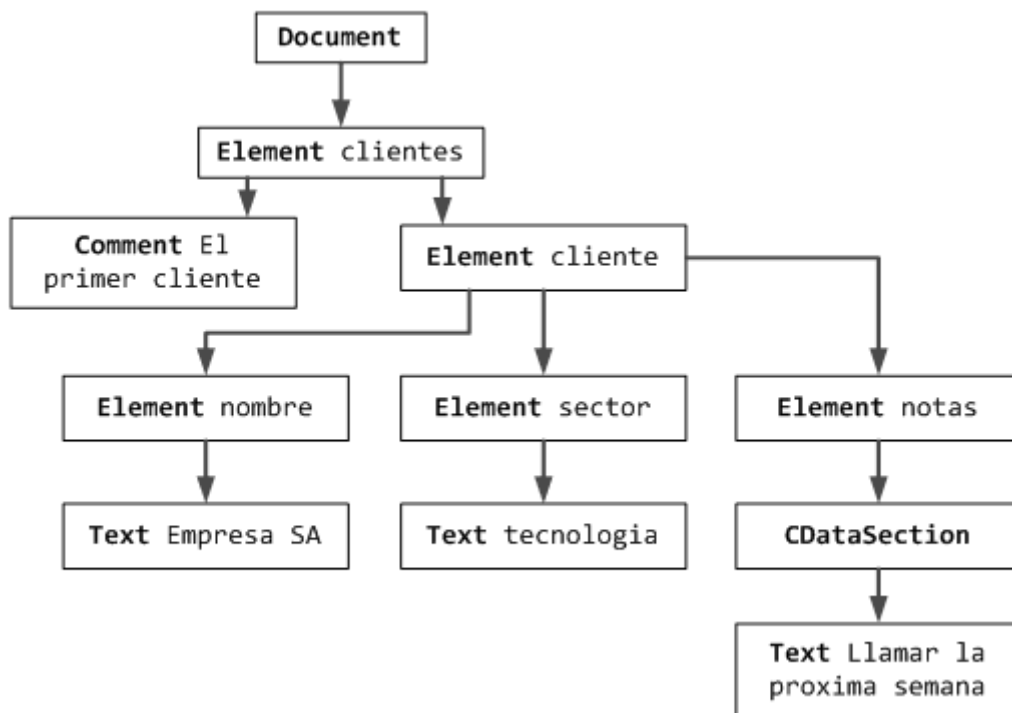 Document
Element clientes
Comment El
primer cliente
Element cliente
Element nombre
Element sector
Element notas
Text Empresa SA
Text tecnologia
CDataSection
Text Llamar la
proxima semana